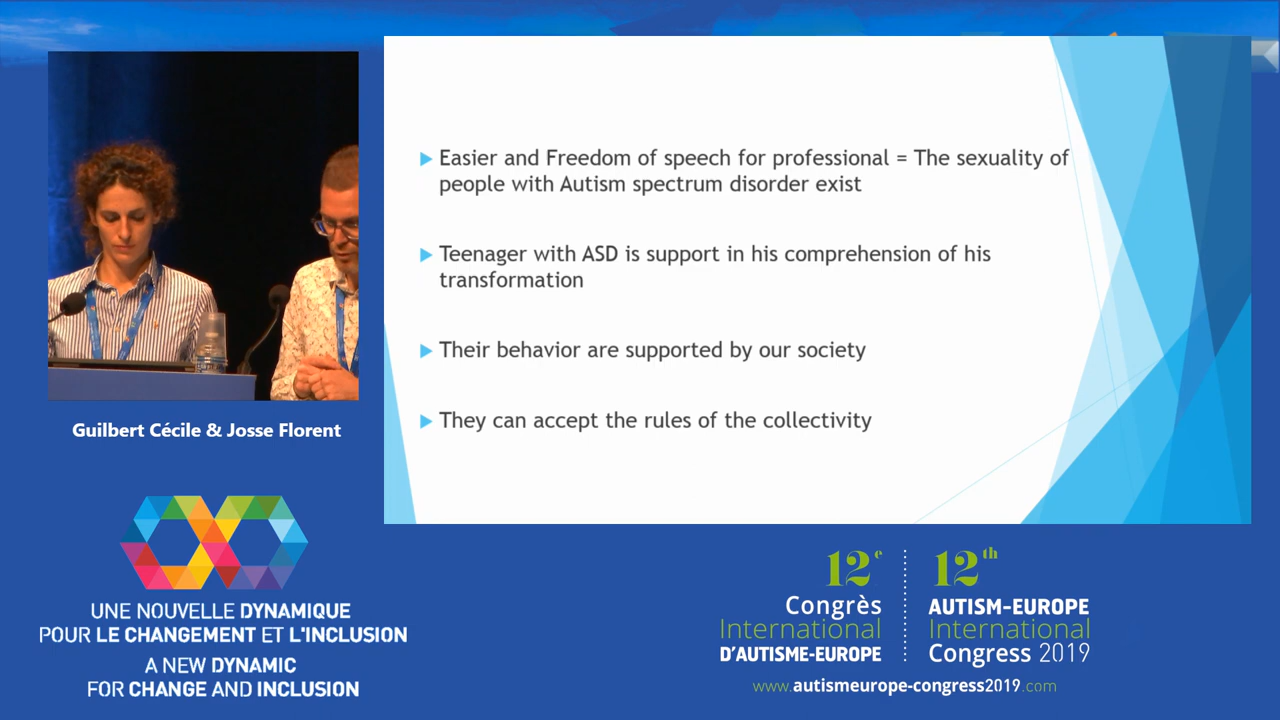 Easier and Freedom of speech for professional = The sexuality of
people with Autism spectrum disorder exist
Teenager with ASD is support in his comprehension of his
transformation
Their behavior are supported by our society
They can accept the rules of the collectivity
Guilbert Cécile & Josse Florent
UNE NOUVELLE DYNAMIQUE
POUR LE CHANGEMENT ET L'INCLUSION
A NEW DYNAMIC
FOR CHANGE AND INCLUSION
12e
Congrès
International
D'AUTISME-EUROPE
12th
AUTISM-EUROPE
International
Congress 2019
www.autismeurope-congress2019.com